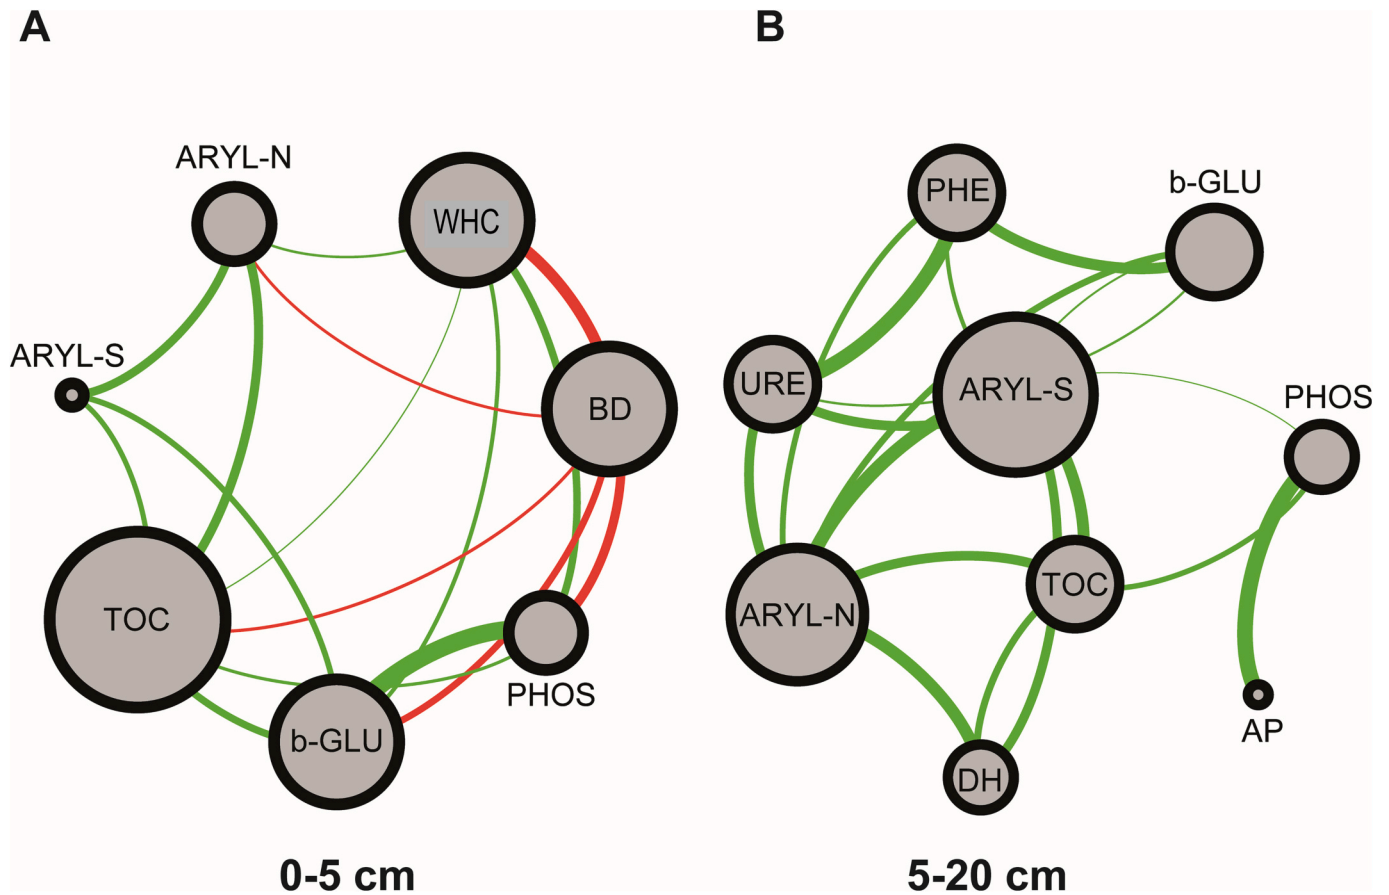 A
B
ARYL-N
WHC
ARYL-S
BD
TOC
PHOS
b-GLU
0-5 cm
PHE
b-GLU
URE
ARYL-S
PHOS
ARYL-N
TOC
DH
AP
5-20 cm